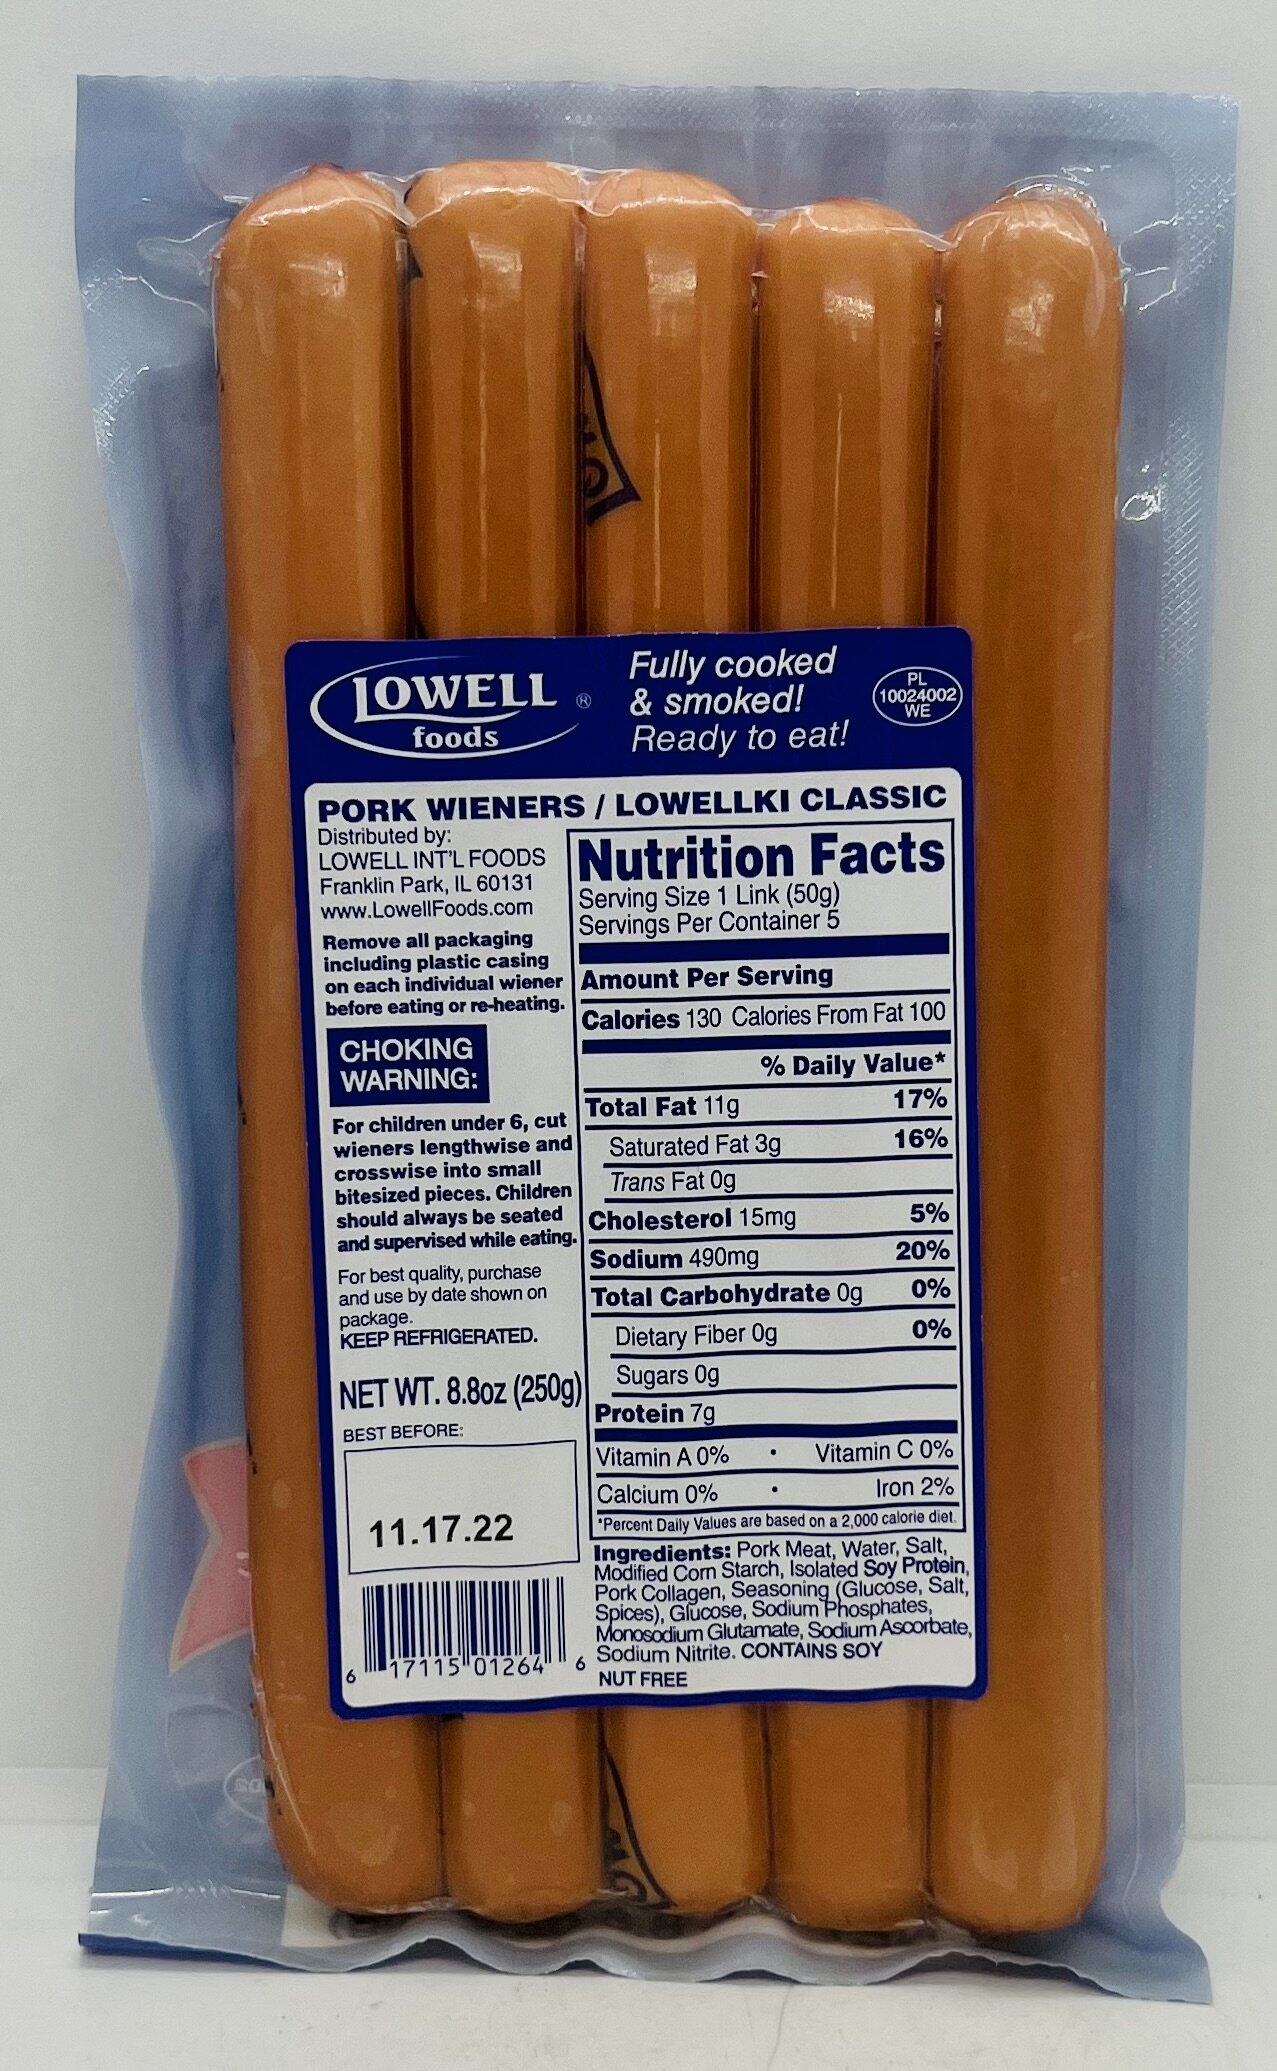 LOWELL ®
foods
Fully cooked
& smoked!
Ready to eat!
PL
10024002
WE
PORK WIENERS / LOWELLKI CLASSIC
Distributed by:
LOWELL INT'L FOODS
Franklin Park, IL 60131
www.LowellFoods.com
Remove all packaging
including plastic casing
on each individual wiener
before eating or re-heating.
CHOKING
WARNING:
For children under 6, cut
wieners lengthwise and
crosswise into small
bitesized pieces. Children
should always be seated
and supervised while eating.
For best quality, purchase
and use by date shown on
package.
KEEP REFRIGERATED.
NET WT. 8.8oz (250g)
BEST BEFORE:
11.17.22
6 17115 01264 6
Nutrition Facts
Serving Size 1 Link (50g)
Servings Per Container 5
Amount Per Serving
Calories 130 Calories From Fat 100
% Daily Value*
Total Fat 11g 17%
Saturated Fat 3g 16%
Trans Fat 0g
Cholesterol 15mg 5%
Sodium 490mg 20%
Total Carbohydrate 0g 0%
Dietary Fiber 0g 0%
Sugars 0g
Protein 7g
Vitamin A 0% • Vitamin C 0%
Calcium 0% • Iron 2%
*Percent Daily Values are based on a 2,000 calorie diet.
Ingredients: Pork Meat, Water, Salt,
Modified Corn Starch, Isolated Soy Protein,
Pork Collagen, Seasoning (Glucose, Salt,
Spices), Glucose, Sodium Phosphates,
Monosodium Glutamate, Sodium Ascorbate,
Sodium Nitrite. CONTAINS SOY
NUT FREE